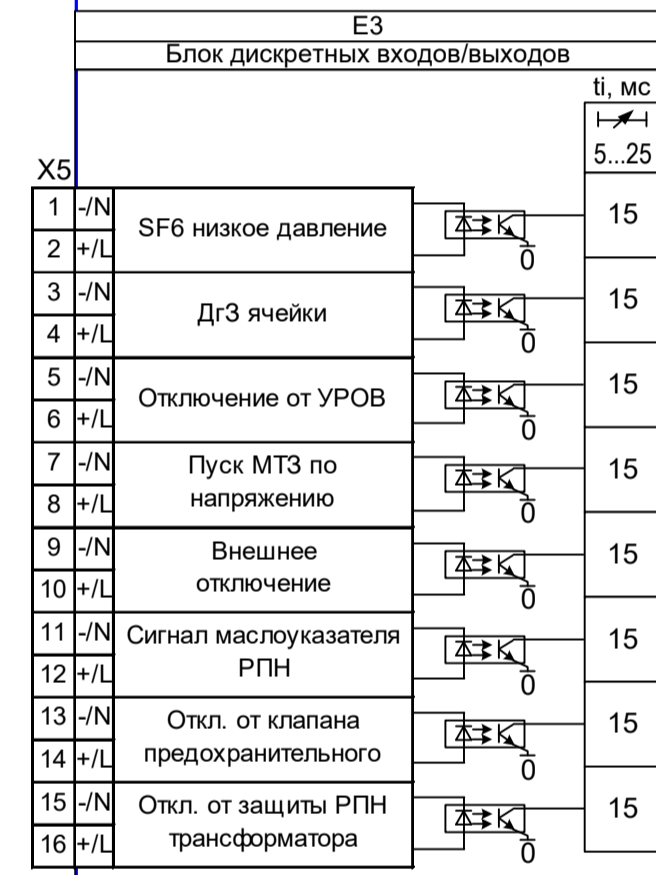 E3
Блок дискретных входов/выходов
ti, мс
5...25
X5
1 -/N
SF6 низкое давление
2 +/L
0
15
3 -/N
ДгЗ ячейки
4 +/L
0
15
5 -/N
Отключение от УРОВ
6 +/L
0
15
7 -/N
Пуск МТЗ по
напряжению
8 +/L
0
15
9 -/N
Внешнее
отключение
10 +/L
0
15
11 -/N
Сигнал маслоуказателя
РПН
12 +/L
0
15
13 -/N
Откл. от клапана
предохранительного
14 +/L
0
15
15 -/N
Откл. от защиты РПН
трансформатора
16 +/L
0
15